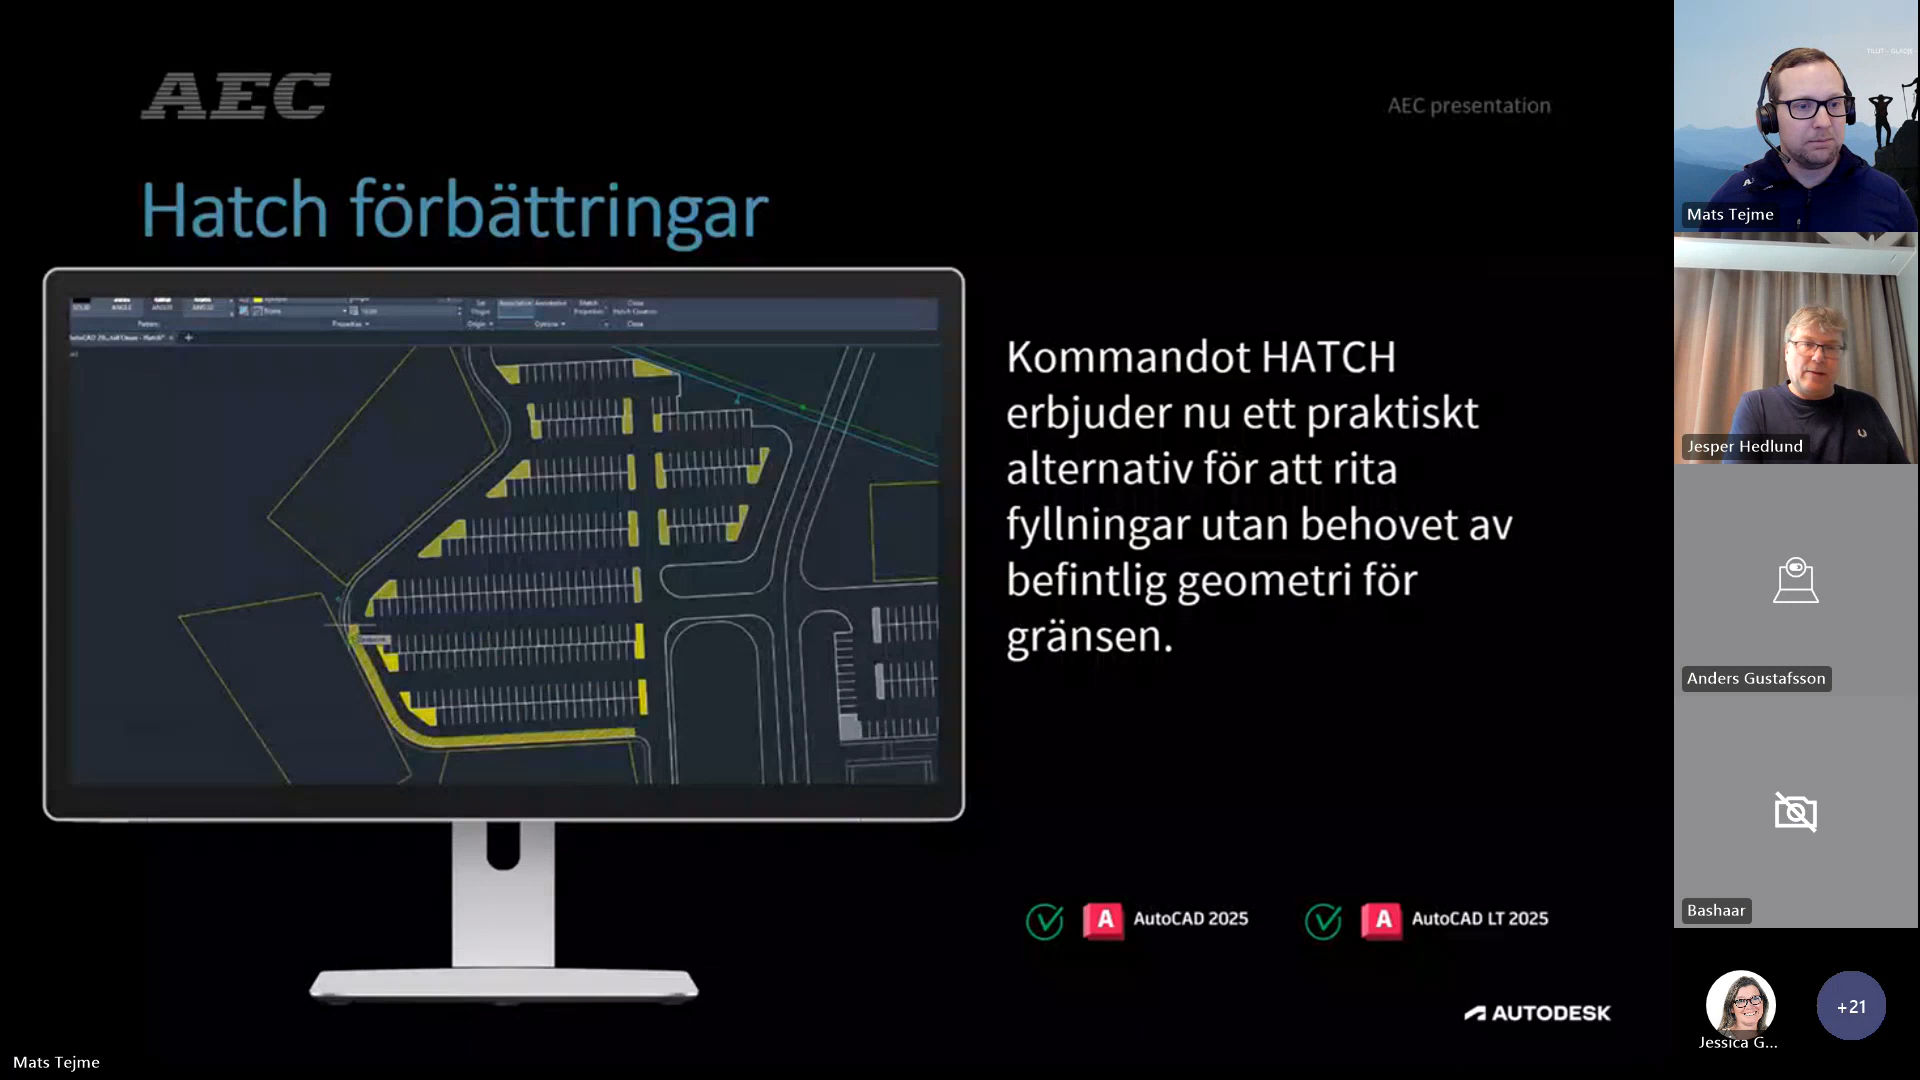 AEC
AEC presentation
Hatch förbättringar
Kommandot HATCH
erbjuder nu ett praktiskt
alternativ för att rita
fyllningar utan behovet av
befintlig geometri för
gränsen.
AutoCAD 2025
AutoCAD LT 2025
AUTODESK
Mats Tejme
Mats Tejme
Jesper Hedlund
Anders Gustafsson
Bashaar
Jessica G...
+21